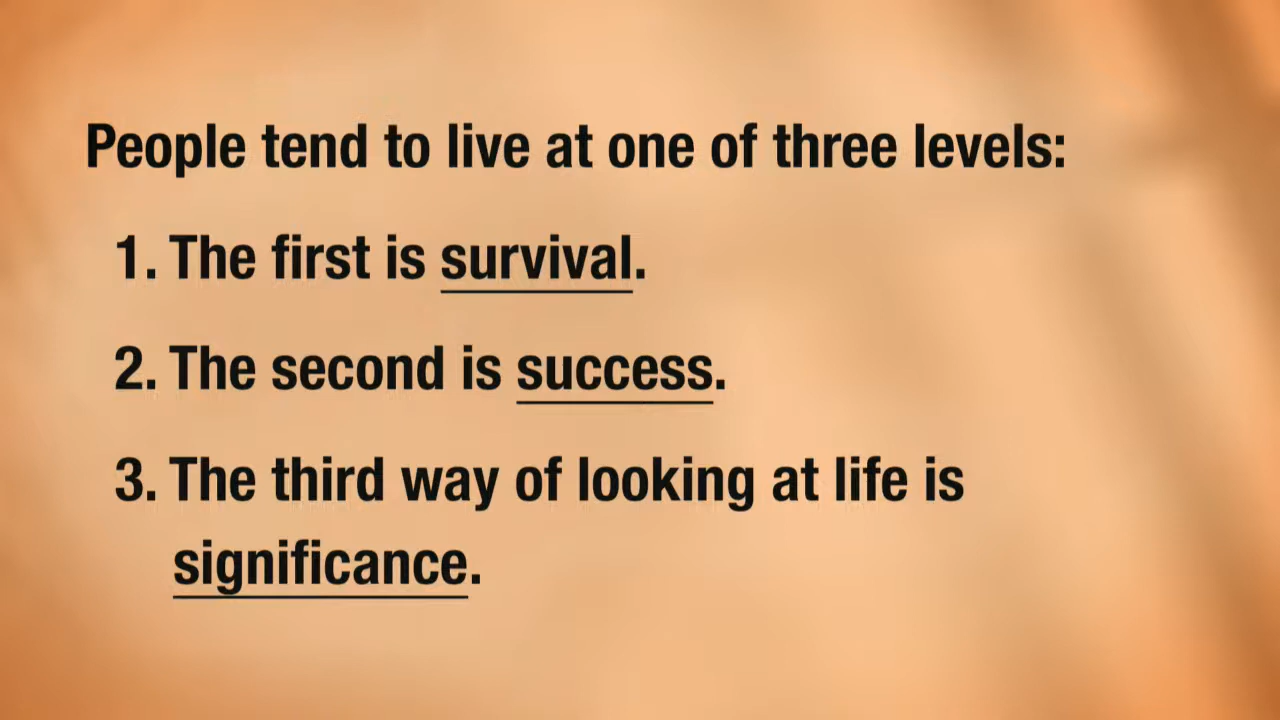 People tend to live at one of three levels:
1. The first is survival.
2. The second is success.
3. The third way of looking at life is
significance.